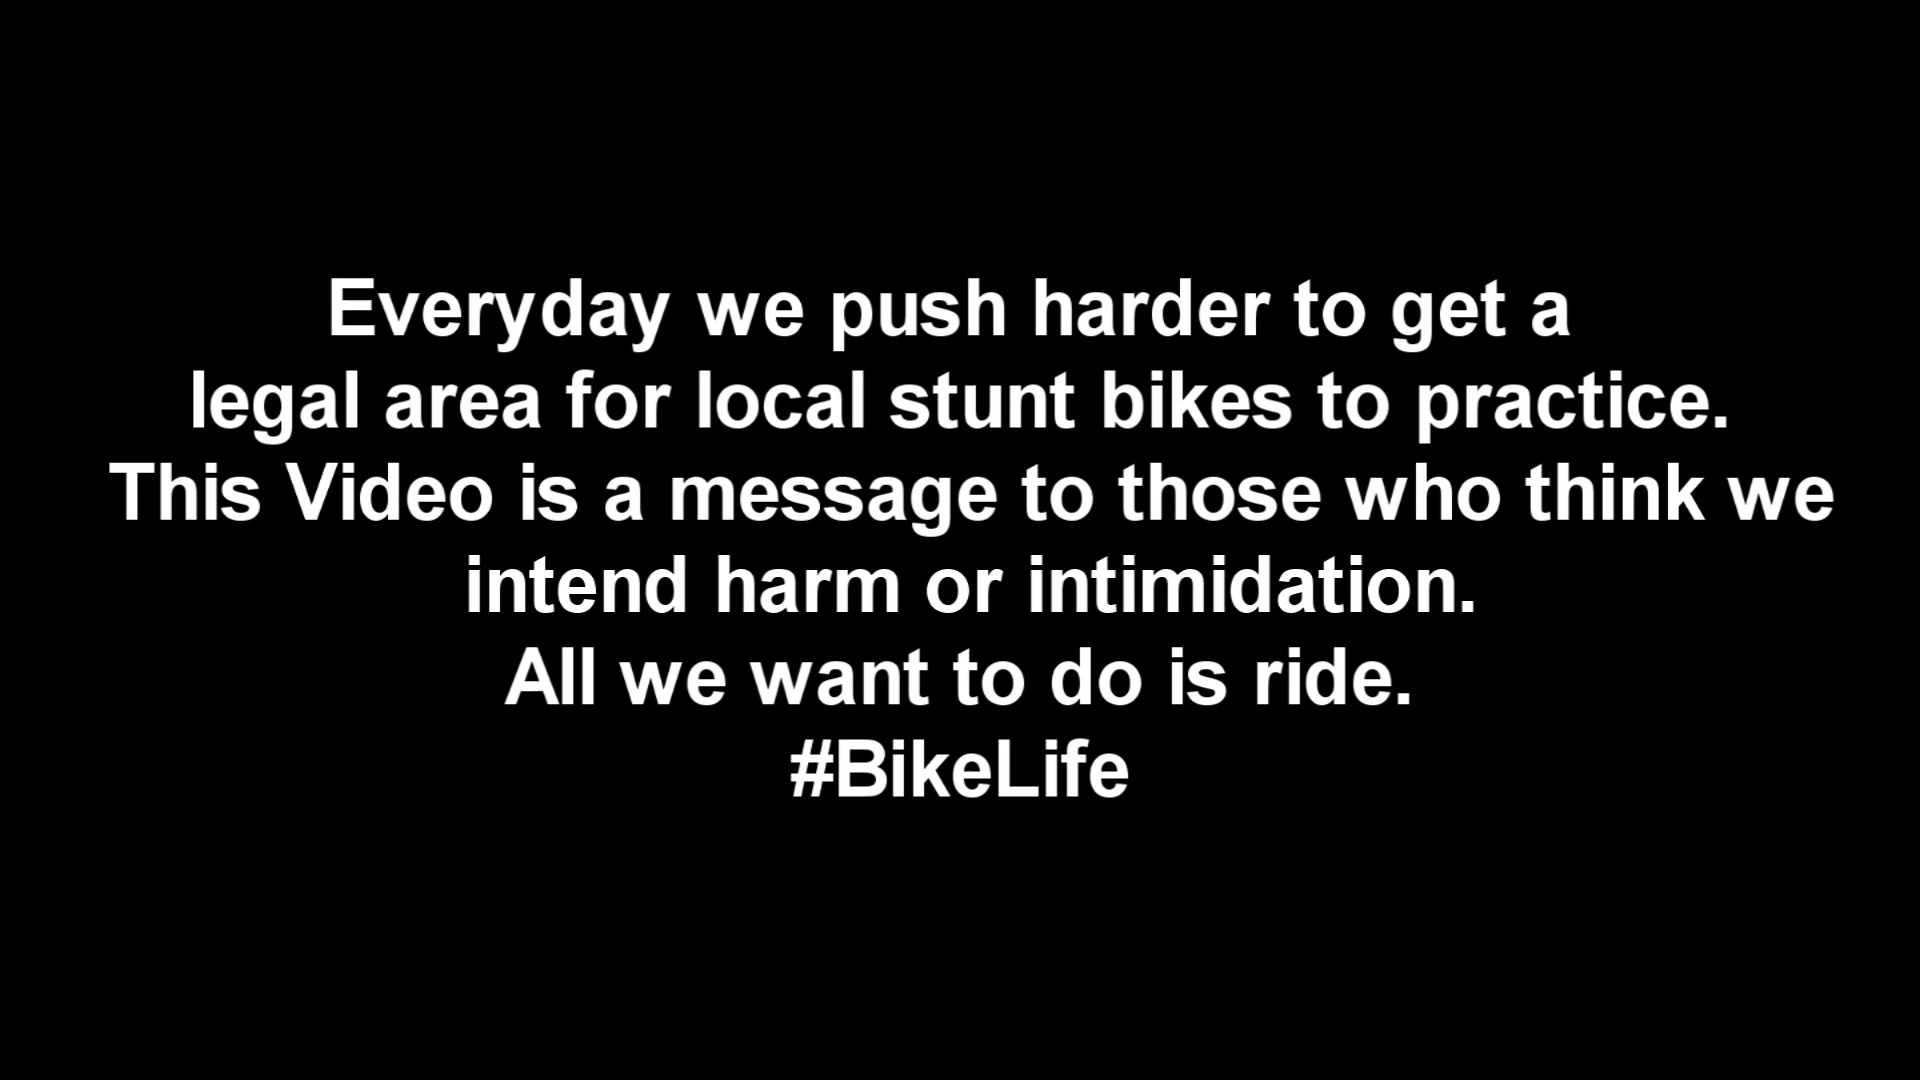 Everyday we push harder to get a
legal area for local stunt bikes to practice.
This Video is a message to those who think we
intend harm or intimidation.
All we want to do is ride.
#BikeLife